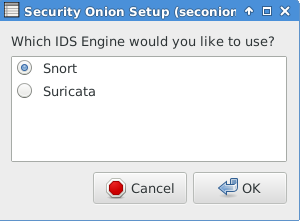 Security Onion Setup (seconion
Which IDS Engine would you like to use?
Snort
Suricata
Cancel
OK